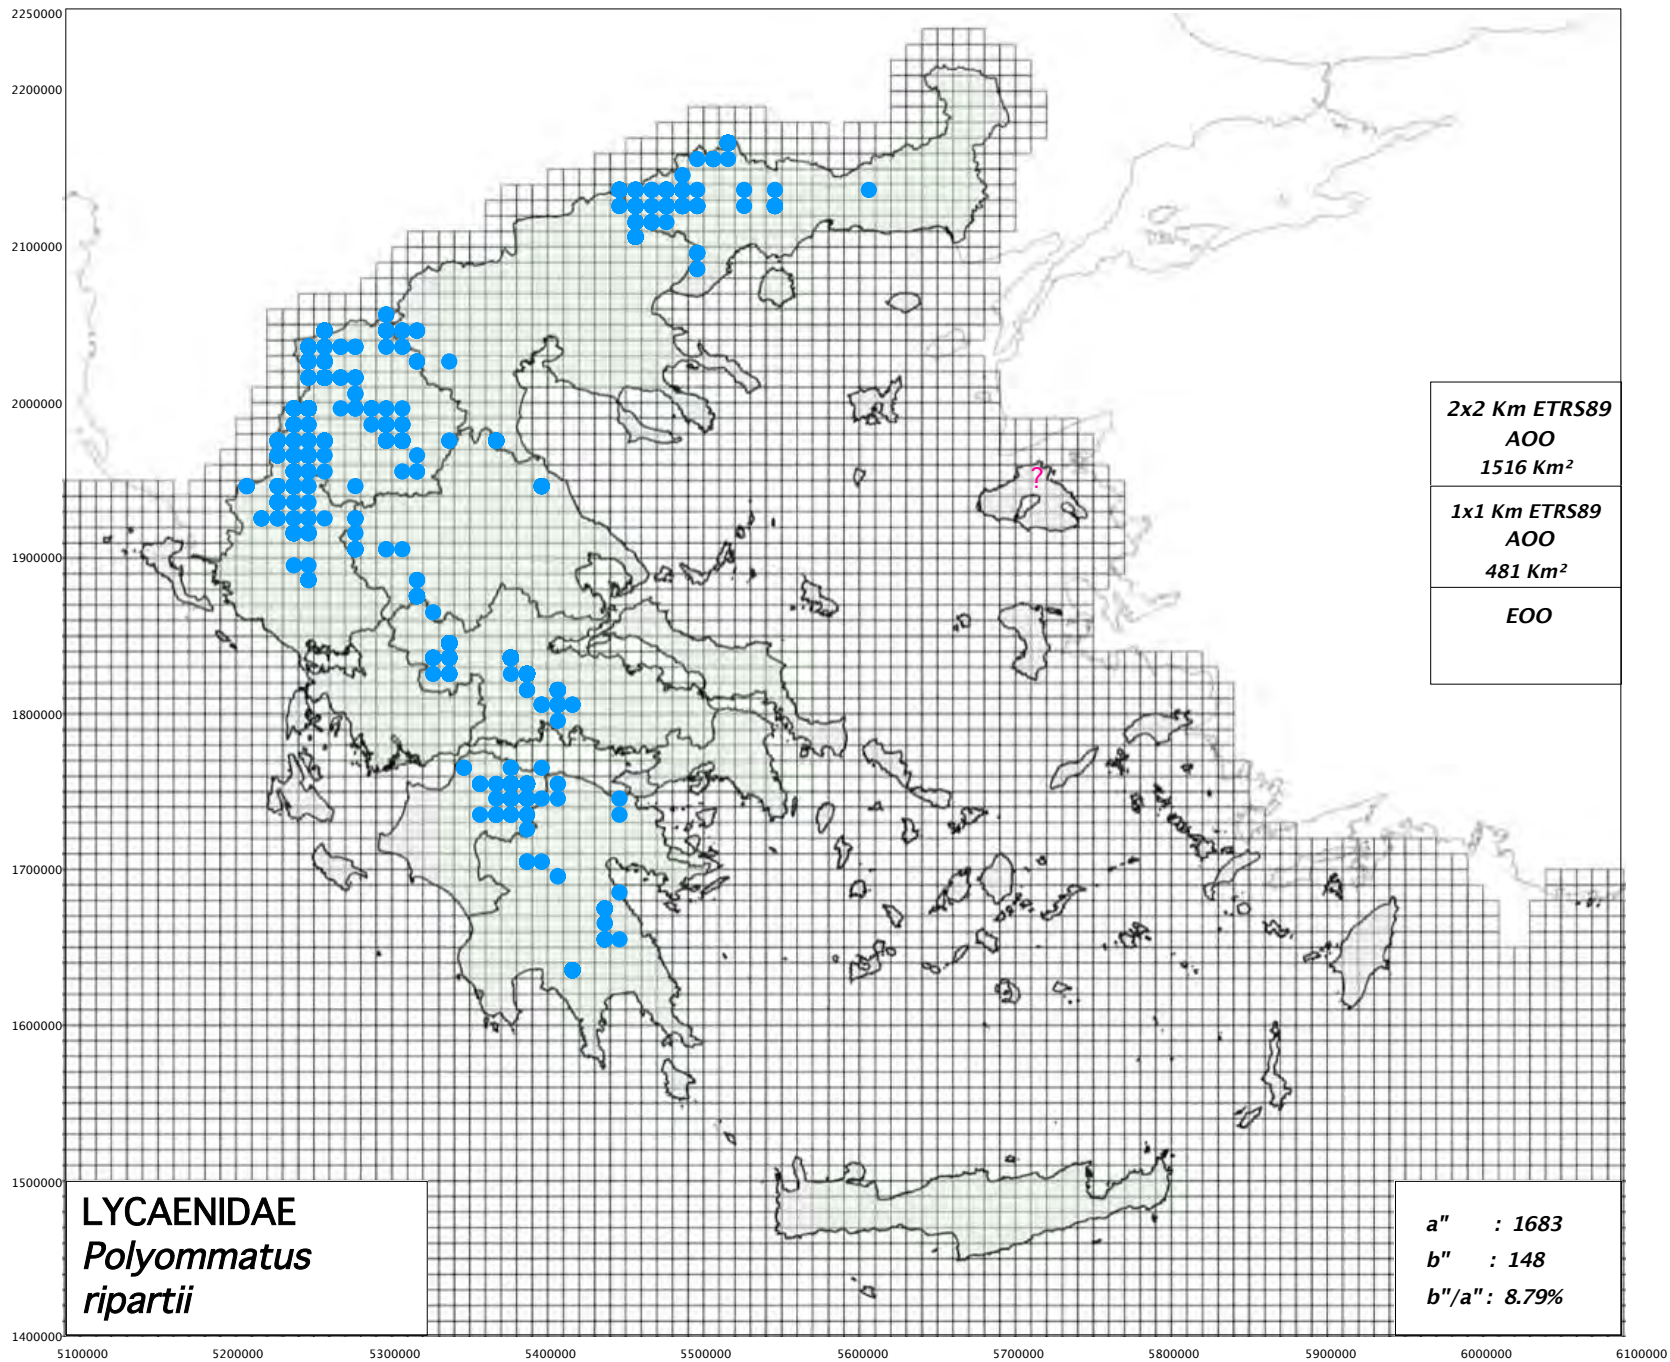 2250000
2200000
2100000
2000000
1900000
1800000
1700000
1600000
1500000
1400000
5100000 5200000 5300000 5400000 5500000 5600000 5700000 5800000 5900000 6000000 6100000
?
2x2 Km ETRS89
AOO
1516 Km²
1x1 Km ETRS89
AOO
481 Km²
EOO
LYCAENIDAE
Polyommatus
ripartii
a" : 1683
b" : 148
b"/a" : 8.79%